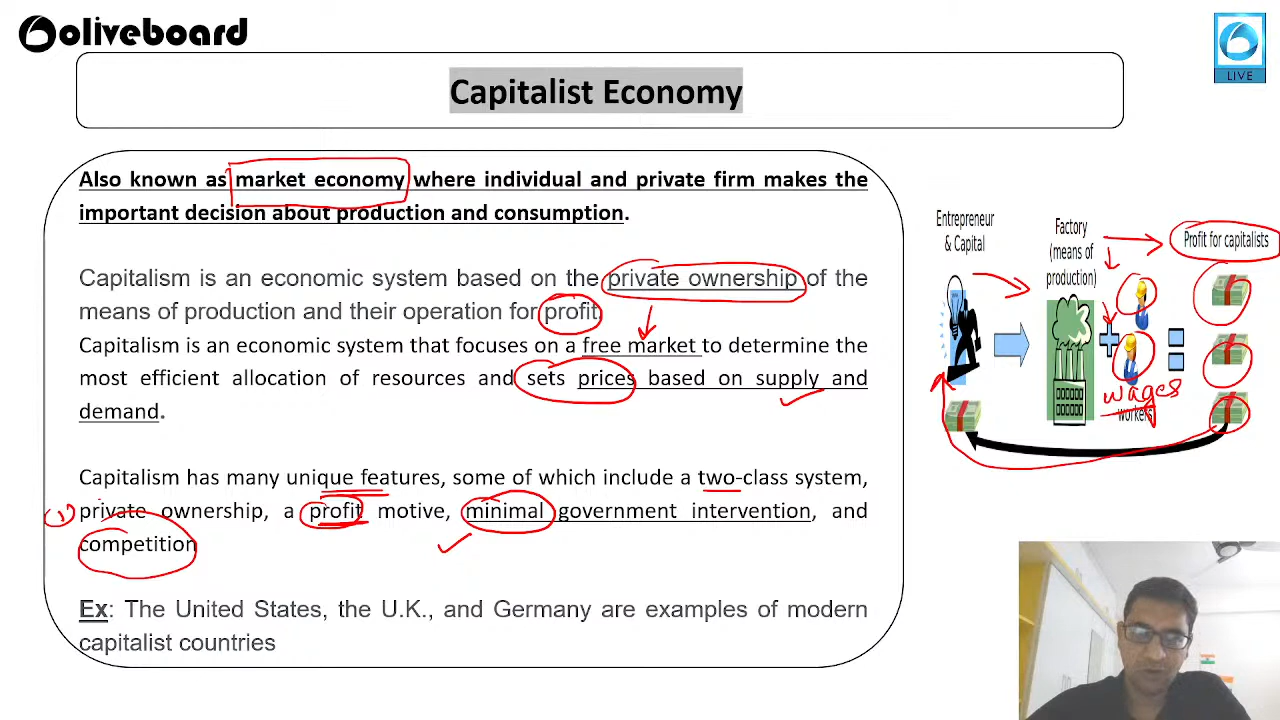 oliveboard
LIVE
Capitalist Economy
Also known as market economy where individual and private firm makes the
important decision about production and consumption.
Capitalism is an economic system based on the private ownership of the
means of production and their operation for profit.
Capitalism is an economic system that focuses on a free market to determine the
most efficient allocation of resources and sets prices based on supply and
demand.
Capitalism has many unique features, some of which include a two-class system,
(1) private ownership, a profit motive, minimal government intervention, and
competition
Ex: The United States, the U.K., and Germany are examples of modern
capitalist countries
Entrepreneur
& Capital
Factory
(means of
production)
Profit for capitalists
wages
workers)